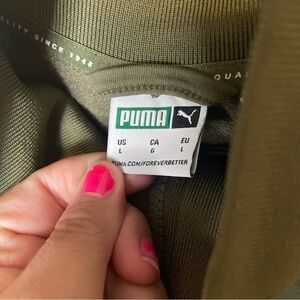 ALITY SINCE 1948
QUA
PUMA
US CA EU
L G L
PUMA.COM/FOREVERBETTER